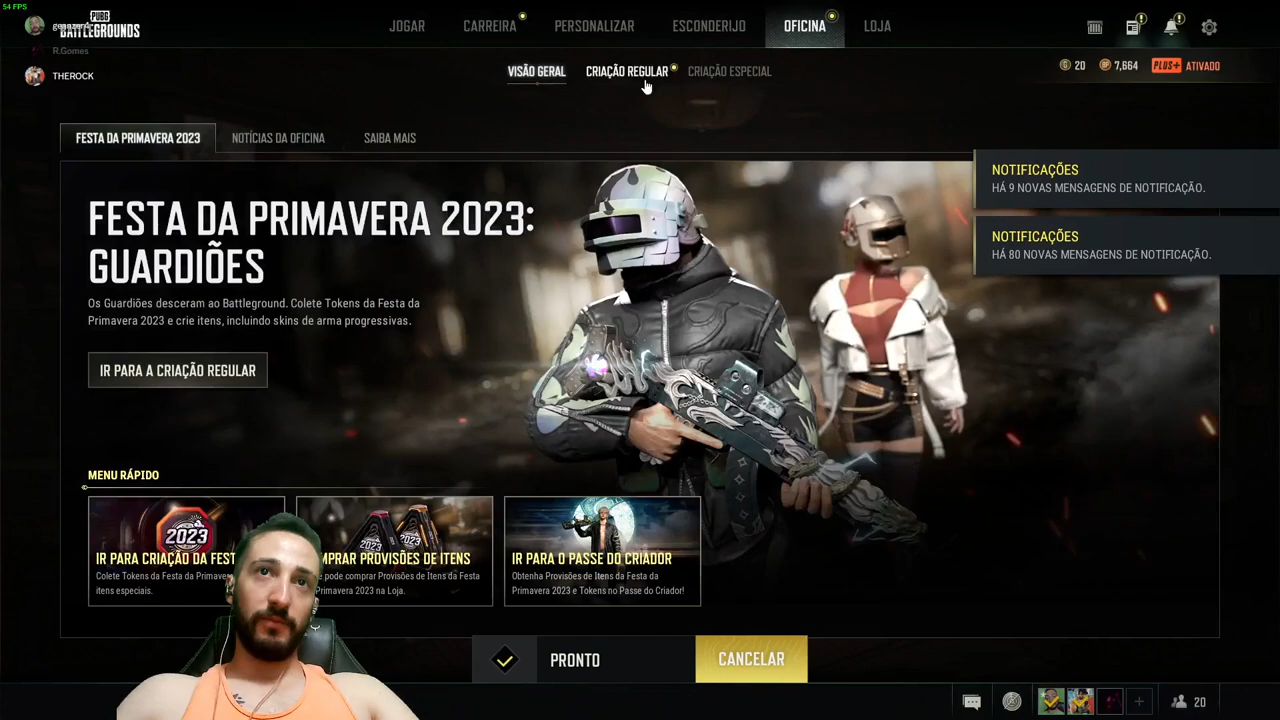 54 FPS
PUBG
BATTLEGROUNDS
R.Gomes
THEROCK
JOGAR
CARREIRA
PERSONALIZAR
ESCONDERIJO
OFICINA
LOJA
VISÃO GERAL
CRIAÇÃO REGULAR
CRIAÇÃO ESPECIAL
G 20
BP 7,664
PLUS+ ATIVADO
FESTA DA PRIMAVERA 2023
NOTÍCIAS DA OFICINA
SAIBA MAIS
NOTIFICAÇÕES
HÁ 9 NOVAS MENSAGENS DE NOTIFICAÇÃO.
NOTIFICAÇÕES
HÁ 80 NOVAS MENSAGENS DE NOTIFICAÇÃO.
FESTA DA PRIMAVERA 2023:
GUARDIÕES
Os Guardiões desceram ao Battleground. Colete Tokens da Festa da
Primavera 2023 e crie itens, incluindo skins de arma progressivas.
IR PARA A CRIAÇÃO REGULAR
MENU RÁPIDO
2023
IR PARA CRIAÇÃO DA FEST
Colete Tokens da Festa da Primave
itens especiais.
2023
2023
MPRAR PROVISÕES DE ITENS
pode comprar Provisões de Itens da Festa
Primavera 2023 na Loja.
IR PARA O PASSE DO CRIADOR
Obtenha Provisões de Itens da Festa da
Primavera 2023 e Tokens no Passe do Criador!
PRONTO
CANCELAR
20